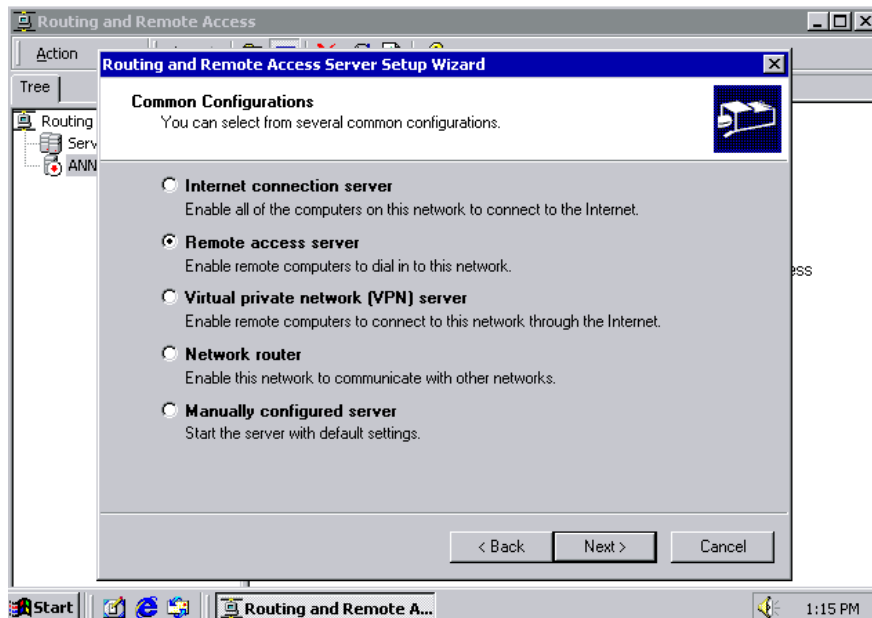 Routing and Remote Access
Action
Routing and Remote Access Server Setup Wizard
Tree
Common Configurations
You can select from several common configurations.
Routing
Serv
ANN
Internet connection server
Enable all of the computers on this network to connect to the Internet.
Remote access server
Enable remote computers to dial in to this network.
ess
Virtual private network (VPN) server
Enable remote computers to connect to this network through the Internet.
Network router
Enable this network to communicate with other networks.
Manually configured server
Start the server with default settings.
< Back
Next >
Cancel
Start
Routing and Remote A...
1:15 PM